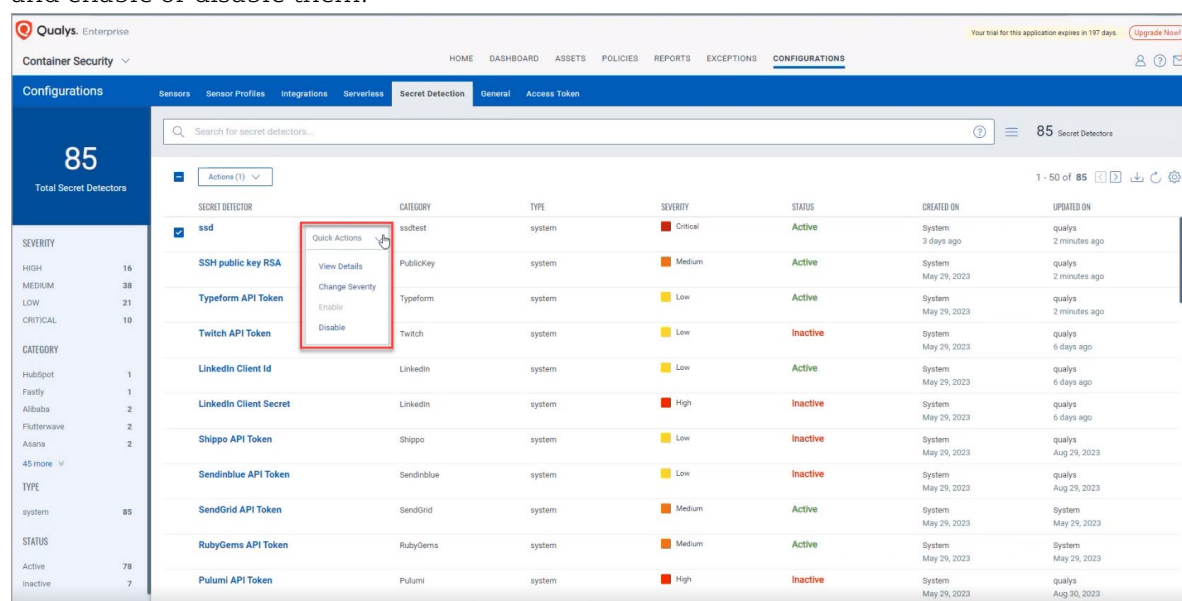 and enable or disable them.
Qualys. Enterprise
Your trial for this application expires in 197 days.
Upgrade Now!
Container Security
HOME DASHBOARD ASSETS POLICIES REPORTS EXCEPTIONS CONFIGURATIONS
Configurations
Sensors Sensor Profiles Integrations Serverless Secret Detection General Access Token
85
Total Secret Detectors
Search for secret detectors...
85 Secret Detectors
Actions (1)
1 - 50 of 85
SECRET DETECTOR CATEGORY TYPE SEVERITY STATUS CREATED ON UPDATED ON
ssd ssdtest system Critical Active System qualys
3 days ago 2 minutes ago
Quick Actions
View Details
Change Severity
Enable
Disable
SSH public key RSA PublicKey system Medium Active System qualys
May 29, 2023 2 minutes ago
Typeform API Token Typeform system Low Active System qualys
May 29, 2023 2 minutes ago
Twitch API Token Twitch system Low Inactive System qualys
May 29, 2023 6 days ago
LinkedIn Client Id LinkedIn system Low Active System qualys
May 29, 2023 6 days ago
LinkedIn Client Secret LinkedIn system High Inactive System qualys
May 29, 2023 6 days ago
Shippo API Token Shippo system Low Inactive System qualys
May 29, 2023 Aug 29, 2023
Sendinblue API Token Sendinblue system Low Inactive System qualys
May 29, 2023 Aug 29, 2023
SendGrid API Token SendGrid system Medium Active System System
May 29, 2023 May 29, 2023
RubyGems API Token RubyGems system Medium Active System System
May 29, 2023 May 29, 2023
Pulumi API Token Pulumi system High Inactive System qualys
May 29, 2023 Aug 30, 2023
SEVERITY
HIGH 16
MEDIUM 38
LOW 21
CRITICAL 10
CATEGORY
HubSpot 1
Fastly 1
Alibaba 2
Flutterwave 2
Asana 2
45 more
TYPE
system 85
STATUS
Active 78
Inactive 7